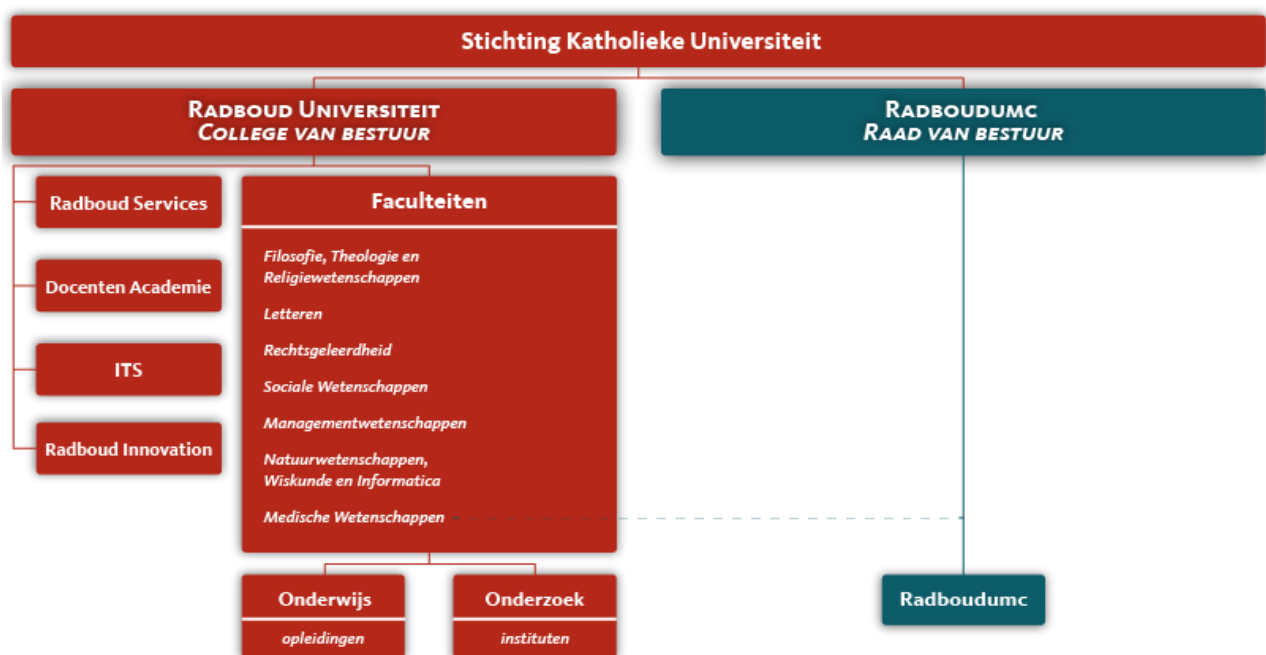 Stichting Katholieke Universiteit
RADBOUD UNIVERSITEIT
COLLEGE VAN BESTUUR
RADBOUDUMC
RAAD VAN BESTUUR
Radboud Services
Docenten Academie
ITS
Radboud Innovation
Faculteiten
Filosofie, Theologie en
Religiewetenschappen
Letteren
Rechtsgeleerdheid
Sociale Wetenschappen
Managementwetenschappen
Natuurwetenschappen,
Wiskunde en Informatica
Medische Wetenschappen
Onderwijs
opleidingen
Onderzoek
instituten
Radboudumc